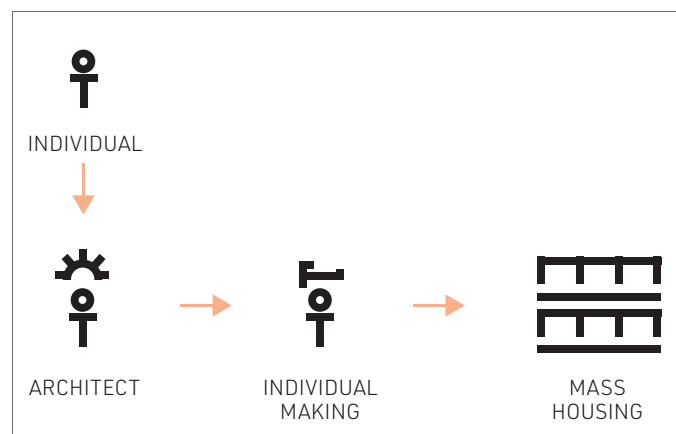 INDIVIDUAL
ARCHITECT
INDIVIDUAL
MAKING
MASS
HOUSING